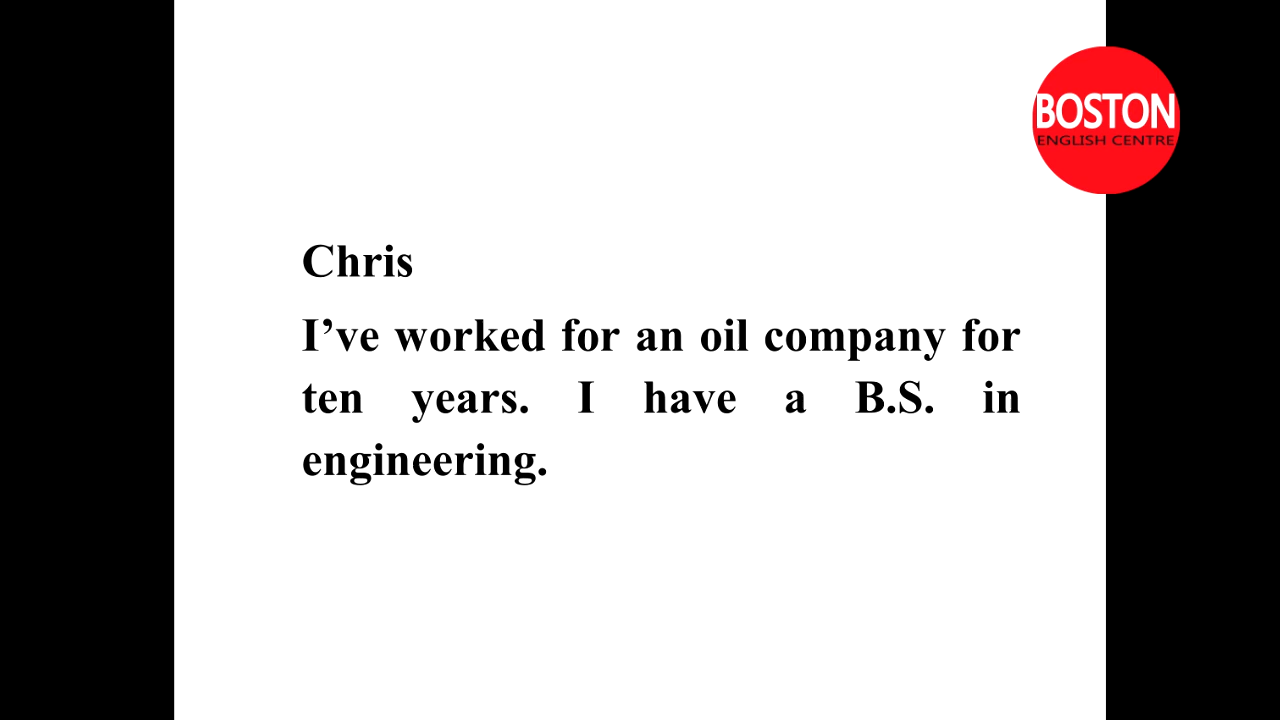 BOSTON
ENGLISH CENTRE
Chris
I’ve worked for an oil company for
ten years. I have a B.S. in
engineering.